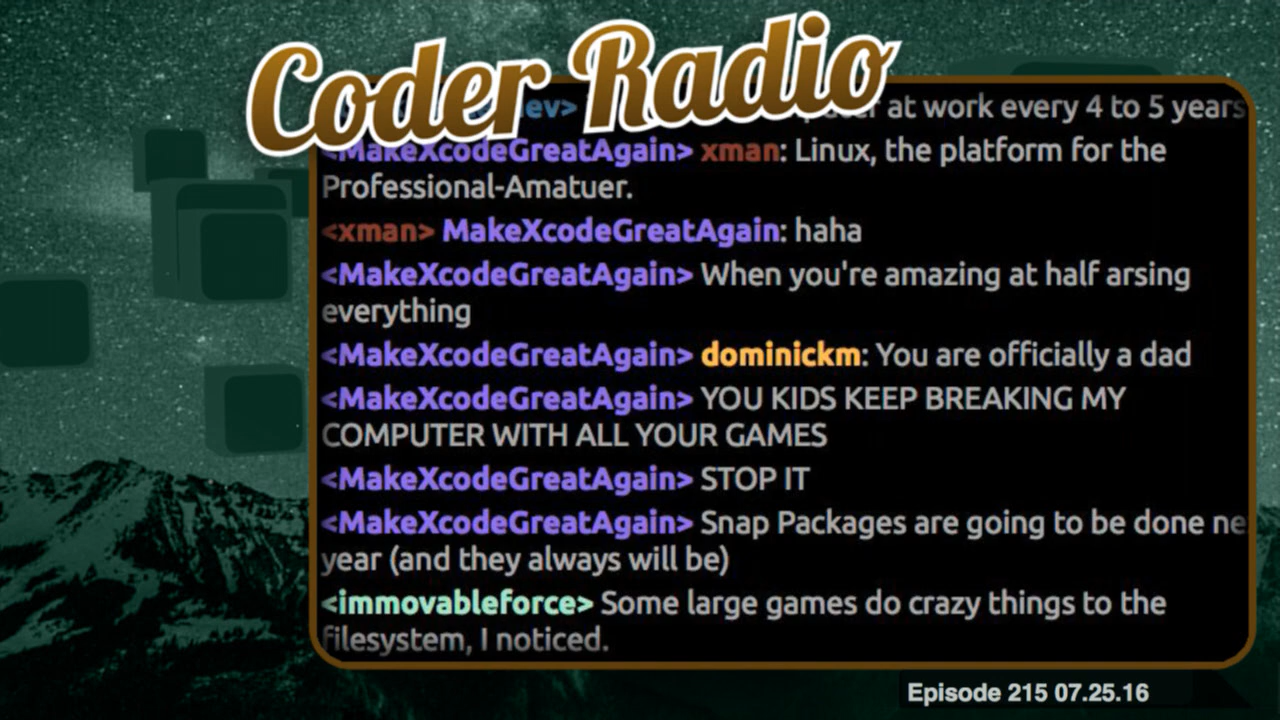 Coder Radio
at work every 4 to 5 years
<MakeXcodeGreatAgain> xman: Linux, the platform for the
Professional-Amatuer.
<xman> MakeXcodeGreatAgain: haha
<MakeXcodeGreatAgain> When you're amazing at half arsing
everything
<MakeXcodeGreatAgain> dominickm: You are officially a dad
<MakeXcodeGreatAgain> YOU KIDS KEEP BREAKING MY
COMPUTER WITH ALL YOUR GAMES
<MakeXcodeGreatAgain> STOP IT
<MakeXcodeGreatAgain> Snap Packages are going to be done ne
year (and they always will be)
<immovableforce> Some large games do crazy things to the
filesystem, I noticed.
Episode 215 07.25.16